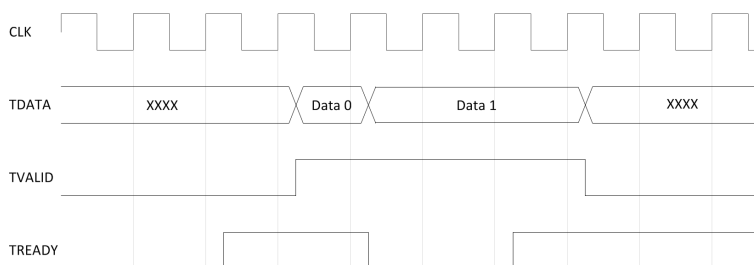 CLK
TDATA XXXX Data 0 Data 1 XXXX
TVALID
TREADY